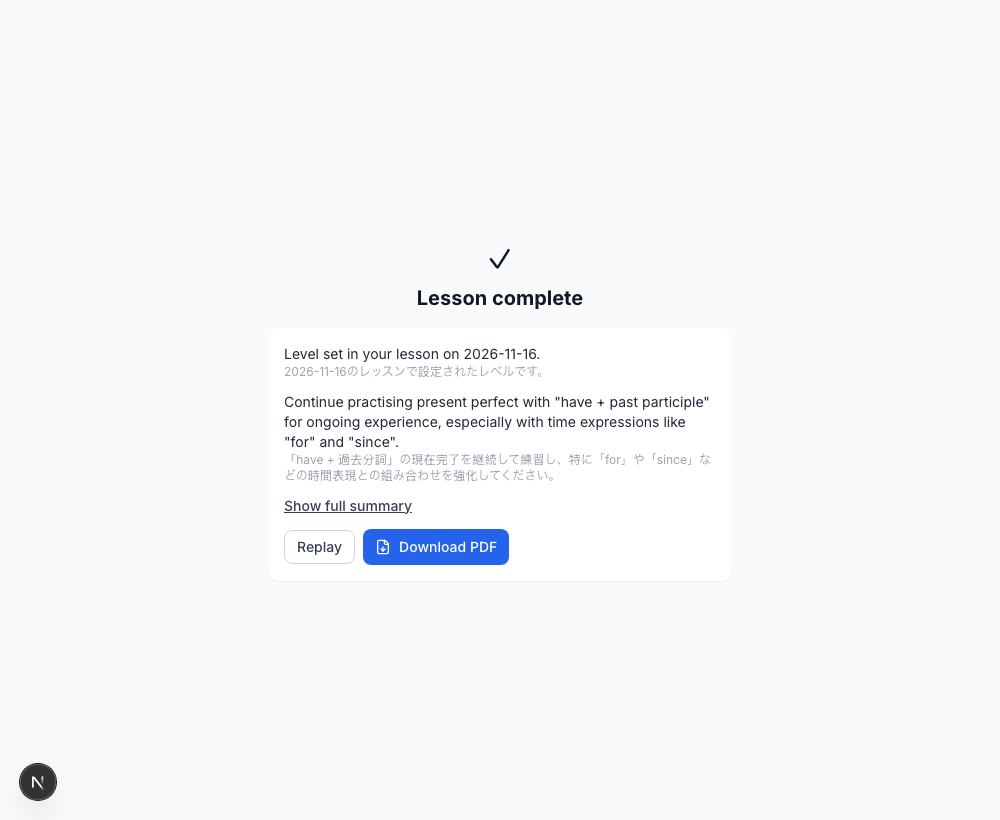 Lesson complete
Level set in your lesson on 2026-11-16.
2026-11-16のレッスンで設定されたレベルです。
Continue practising present perfect with "have + past participle"
for ongoing experience, especially with time expressions like
"for" and "since".
「have + 過去分詞」の現在完了を継続して練習し、特に「for」や「since」な
どの時間表現との組み合わせを強化してください。
Show full summary
Replay
Download PDF
N